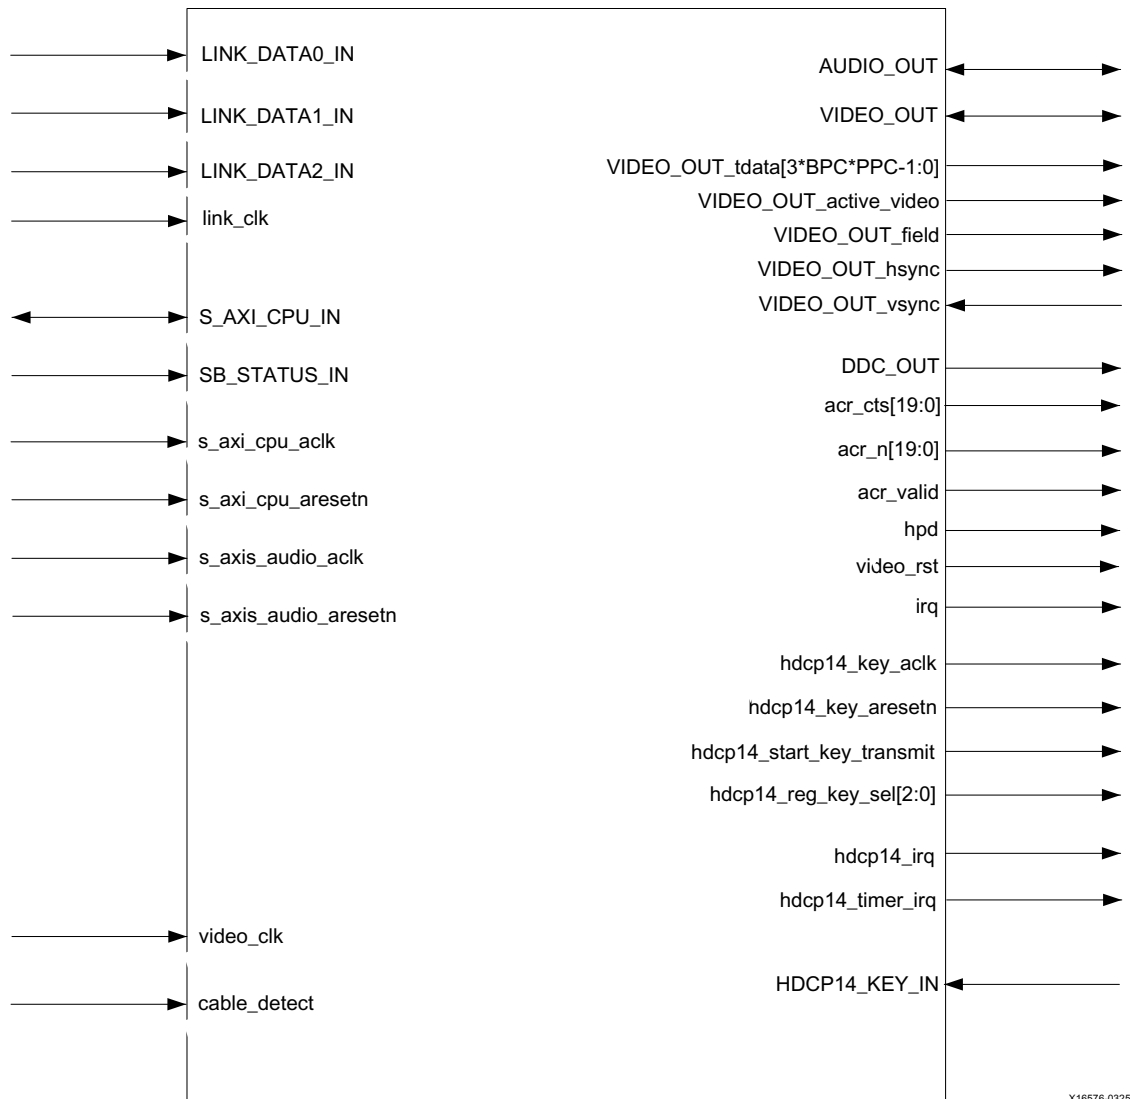 LINK_DATA0_IN
LINK_DATA1_IN
LINK_DATA2_IN
link_clk
S_AXI_CPU_IN
SB_STATUS_IN
s_axi_cpu_aclk
s_axi_cpu_aresetn
s_axis_audio_aclk
s_axis_audio_aresetn
video_clk
cable_detect
AUDIO_OUT
VIDEO_OUT
VIDEO_OUT_tdata[3*BPC*PPC-1:0]
VIDEO_OUT_active_video
VIDEO_OUT_field
VIDEO_OUT_hsync
VIDEO_OUT_vsync
DDC_OUT
acr_cts[19:0]
acr_n[19:0]
acr_valid
hpd
video_rst
irq
hdcp14_key_aclk
hdcp14_key_aresetn
hdcp14_start_key_transmit
hdcp14_reg_key_sel[2:0]
hdcp14_irq
hdcp14_timer_irq
HDCP14_KEY_IN